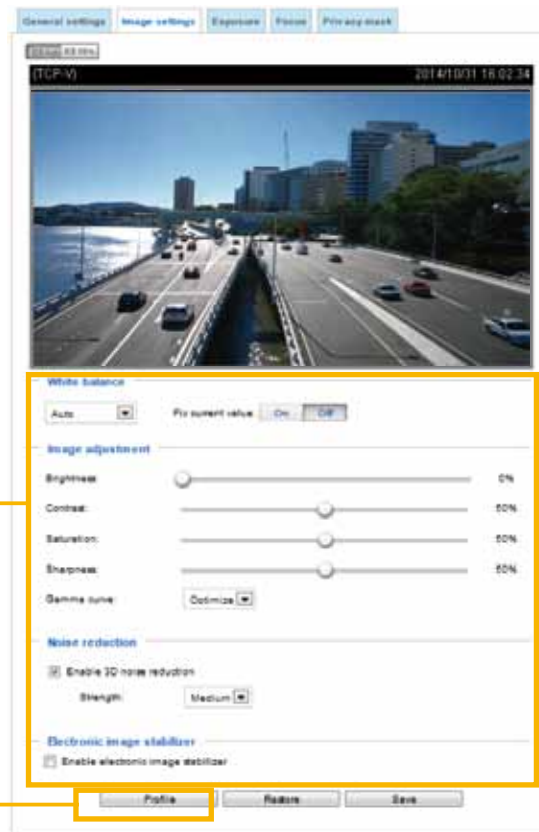 General settings Image settings Exposure Focus Privacy mask
(TCP-V) 2014/10/31 16:02:34
White balance
Auto Fix current value: On Off
Image adjustment
Brightness: 0%
Contrast: 50%
Saturation: 50%
Sharpness: 50%
Gamma curve: Optimize
Noise reduction
Enable 3D noise reduction
Strength: Medium
Electronic image stabilizer
Enable electronic image stabilizer
Profile Restore Save